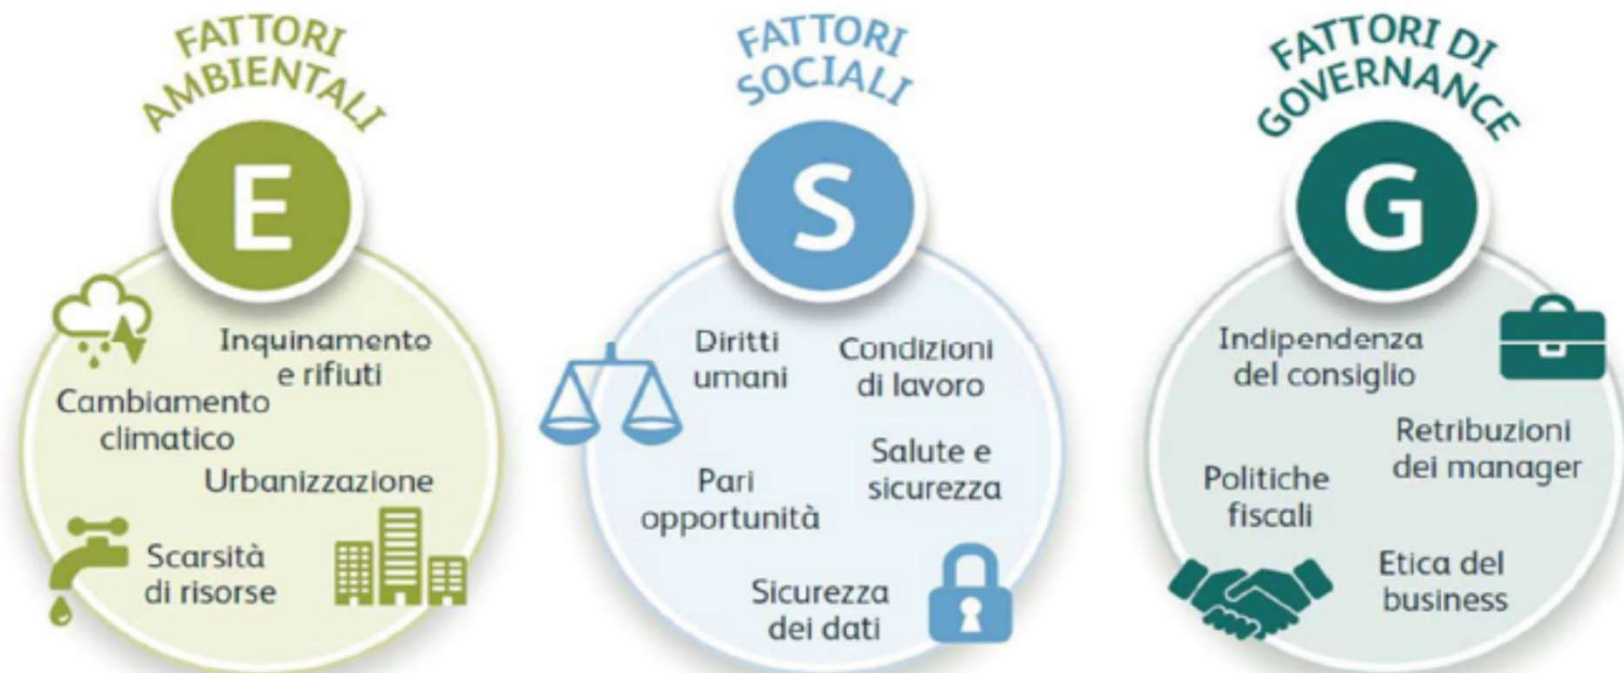 FATTORI
AMBIENTALI
E
Inquinamento
e rifiuti
Cambiamento
climatico
Urbanizzazione
Scarsità
di risorse
FATTORI
SOCIALI
S
Diritti
umani
Condizioni
di lavoro
Salute e
sicurezza
Pari
opportunità
Sicurezza
dei dati
FATTORI DI
GOVERNANCE
G
Indipendenza
del consiglio
Retribuzioni
dei manager
Politiche
fiscali
Etica del
business